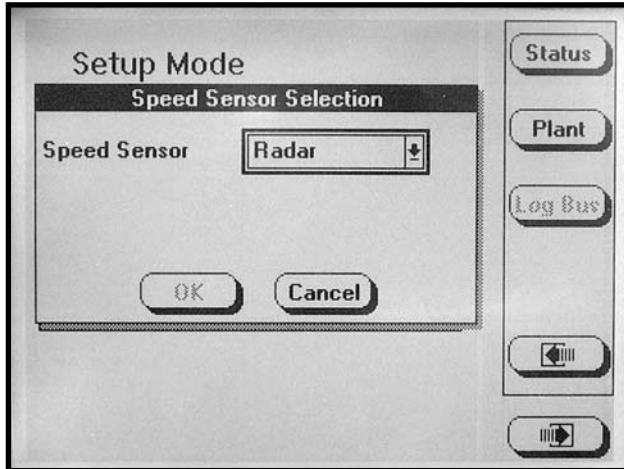 Setup Mode
Speed Sensor Selection
Speed Sensor
Radar
OK
Cancel
Status
Plant
Log Bus